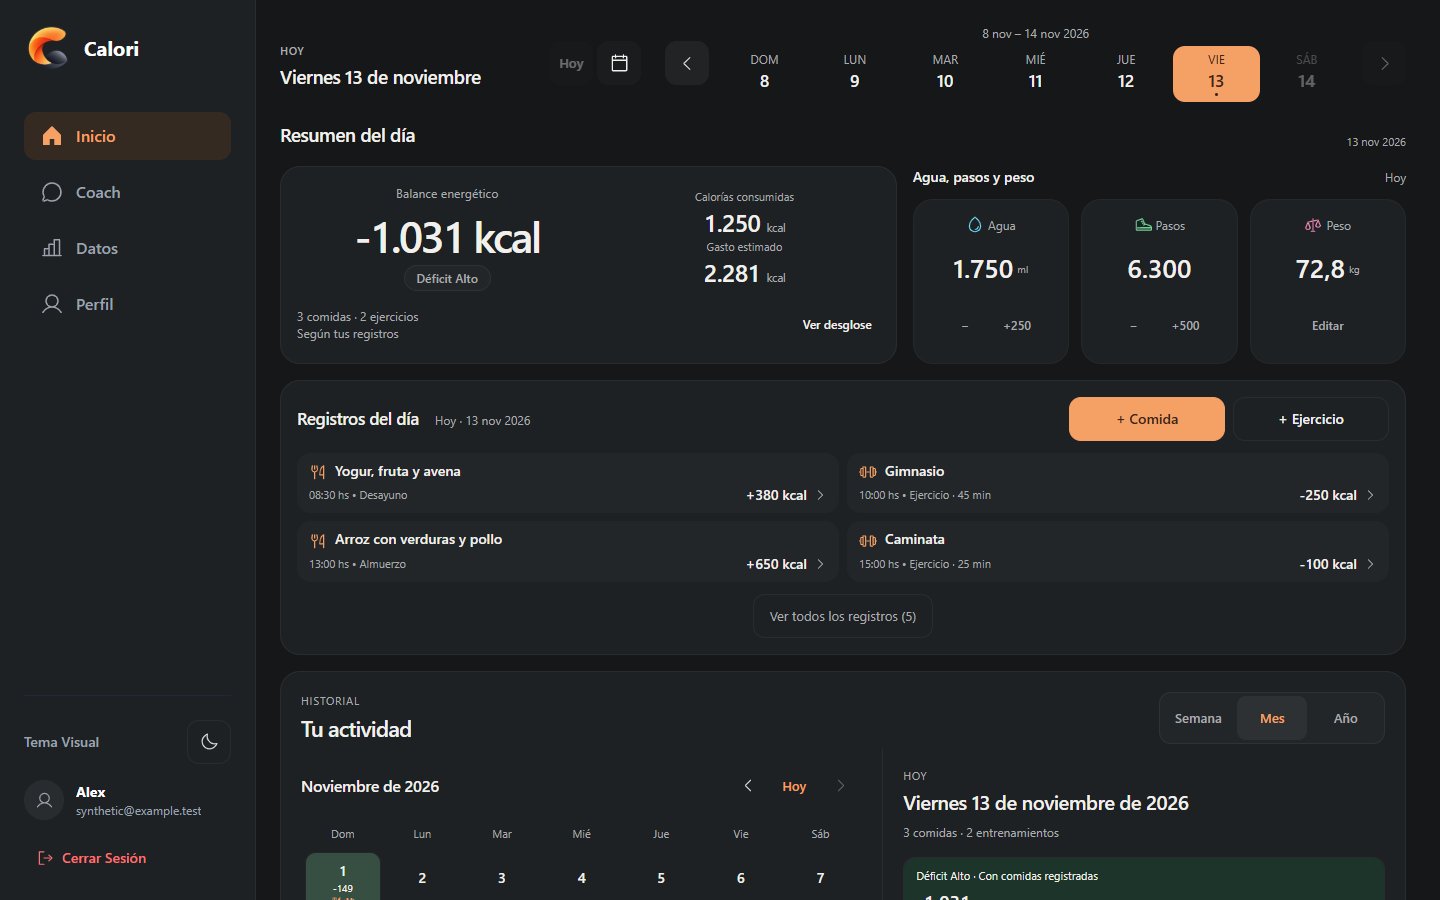 Calori
Inicio
Coach
Datos
Perfil
Tema Visual
Alex
synthetic@example.test
Cerrar Sesión
HOY
Viernes 13 de noviembre
Hoy
8 nov – 14 nov 2026
DOM 8
LUN 9
MAR 10
MIÉ 11
JUE 12
VIE 13
SÁB 14
Resumen del día
13 nov 2026
Balance energético
-1.031 kcal
Déficit Alto
3 comidas · 2 ejercicios
Según tus registros
Calorías consumidas
1.250 kcal
Gasto estimado
2.281 kcal
Ver desglose
Agua, pasos y peso
Hoy
Agua
1.750 ml
– +250
Pasos
6.300
– +500
Peso
72,8 kg
Editar
Registros del día Hoy · 13 nov 2026
+ Comida
+ Ejercicio
Yogur, fruta y avena
08:30 hs • Desayuno +380 kcal
Gimnasio
10:00 hs • Ejercicio · 45 min -250 kcal
Arroz con verduras y pollo
13:00 hs • Almuerzo +650 kcal
Caminata
15:00 hs • Ejercicio · 25 min -100 kcal
Ver todos los registros (5)
HISTORIAL
Tu actividad
Semana Mes Año
Noviembre de 2026
Hoy
Dom Lun Mar Mié Jue Vie Sáb
1 2 3 4 5 6 7
-149
HOY
Viernes 13 de noviembre de 2026
3 comidas · 2 entrenamientos
Déficit Alto · Con comidas registradas
-1.031